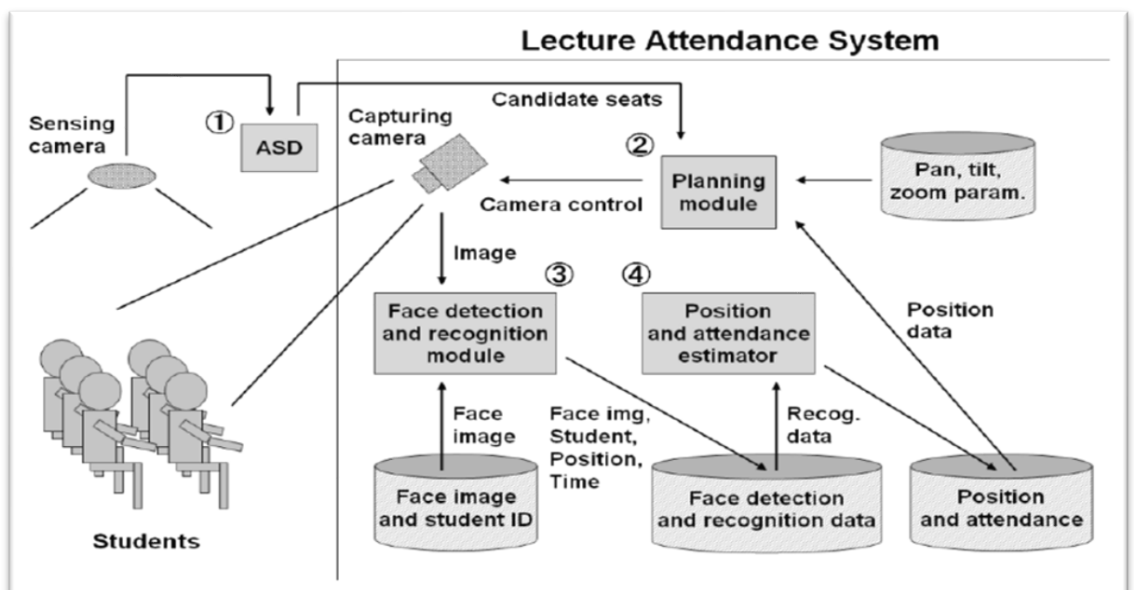 Lecture Attendance System
Sensing
camera
①
ASD
Capturing
camera
Candidate seats
②
Planning
module
Pan, tilt,
zoom param.
Camera control
Image
③
Face detection
and recognition
module
④
Position
and attendance
estimator
Position
data
Face
image
Face img,
Student,
Position,
Time
Recog.
data
Face image
and student ID
Face detection
and recognition data
Position
and attendance
Students